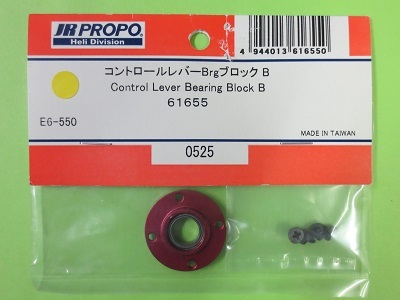 JR PROPO
Heli Division
4 944013 616550
コントロールレバーBrgブロック B
Control Lever Bearing Block B
61655
E6-550
MADE IN TAIWAN
0525